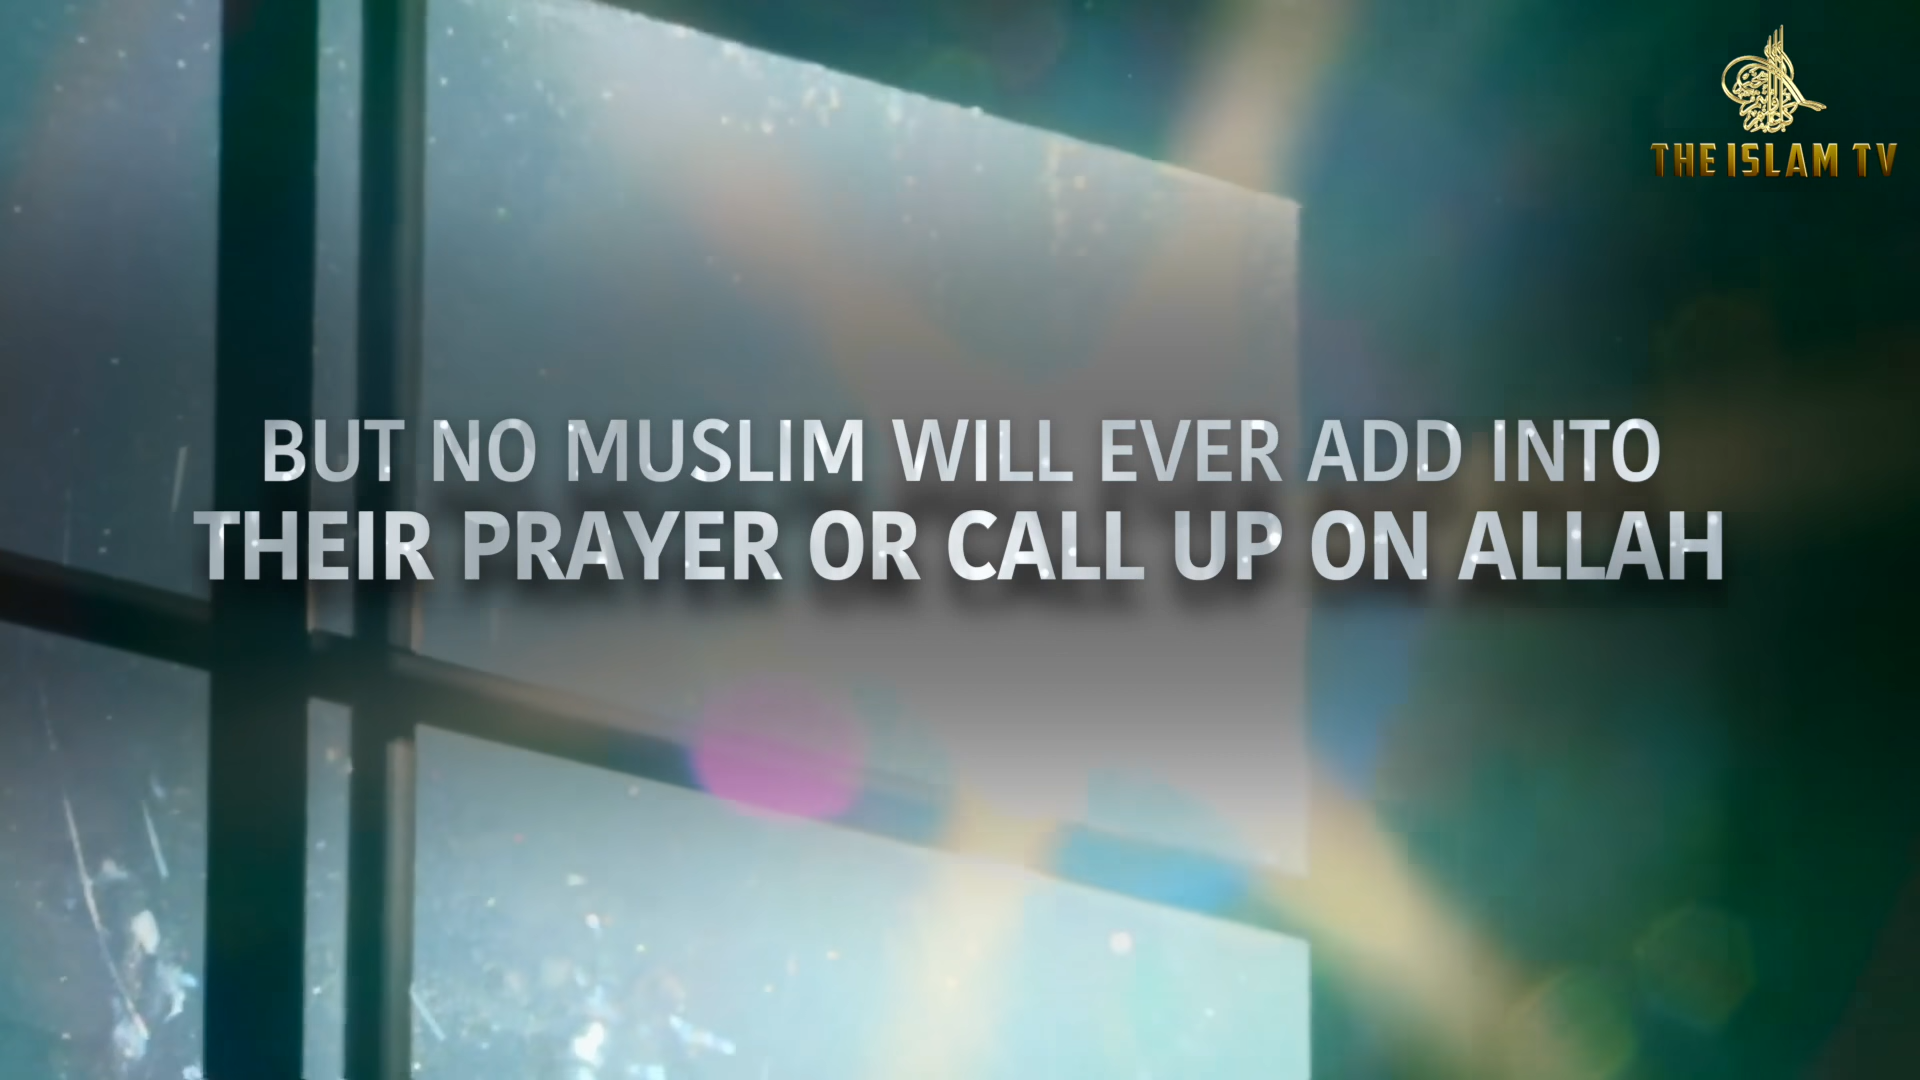 THE ISLAM TV
BUT NO MUSLIM WILL EVER ADD INTO
THEIR PRAYER OR CALL UP ON ALLAH